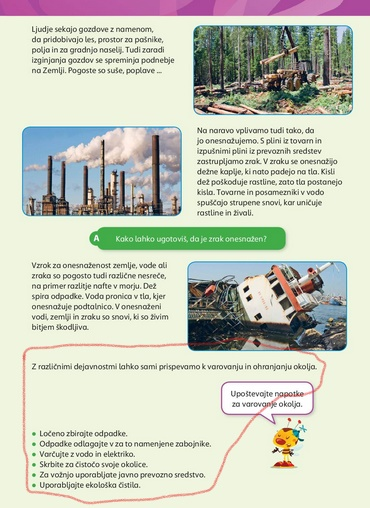 Ljudje sekajo gozdove z namenom,
da pridobivajo les, prostor za pašnike,
polja in za gradnjo naselij. Tudi zaradi
izginjanja gozdov se spreminja podnebje
na Zemlji. Pogoste so suše, poplave ...
Na naravo vplivamo tudi tako, da
jo onesnažujemo. S plini iz tovarn in
izpušnimi plini iz prevoznih sredstev
zastrupljamo zrak. V zraku se onesnažijo
dežne kaplje, ki nato padejo na tla. Kisli
dež poškoduje rastline, zato tla postanejo
kisla. Tovarne in posamezniki v vodo
spuščajo strupene snovi, kar uničuje
rastline in živali.
A Kako lahko ugotoviš, da je zrak onesnažen?
Vzrok za onesnaženost zemlje, vode ali
zraka so pogosto tudi različne nesreče,
na primer razlitje nafte v morju. Dež
spira odpadke. Voda pronica v tla, kjer
onesnažuje podtalnico. V onesnaženi
vodi, zemlji in zraku so snovi, ki so živim
bitjem škodljiva.
Z različnimi dejavnostmi lahko sami prispevamo k varovanju in ohranjanju okolja.
Upoštevajte napotke
za varovanje okolja.
• Ločeno zbirajte odpadke.
• Odpadke odlagajte v za to namenjene zabojnike.
• Varčujte z vodo in elektriko.
• Skrbite za čistočo svoje okolice.
• Za vožnjo uporabljajte javno prevozno sredstvo.
• Uporabljajte ekološka čistila.